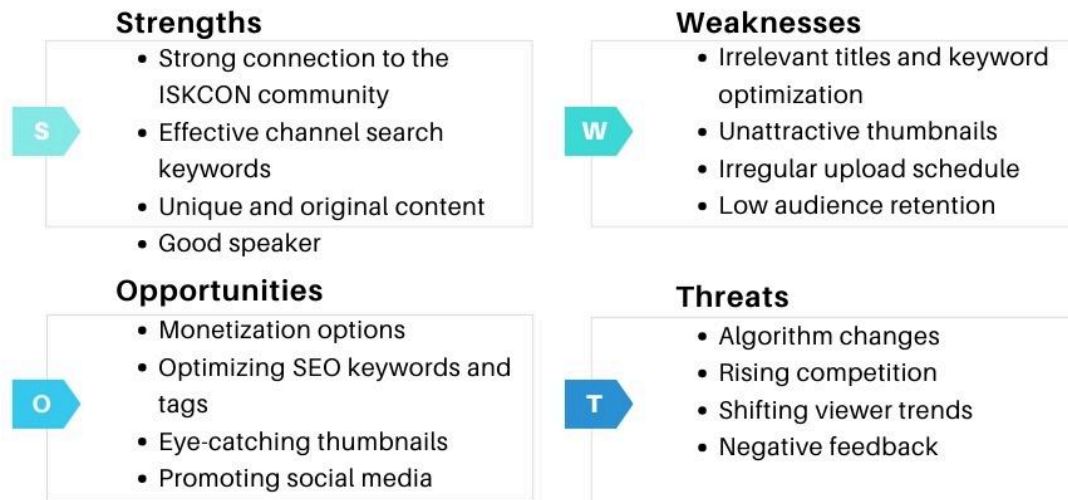 Strengths
• Strong connection to the
ISKCON community
• Effective channel search
keywords
• Unique and original content
• Good speaker
S
Weaknesses
• Irrelevant titles and keyword
optimization
• Unattractive thumbnails
• Irregular upload schedule
• Low audience retention
W
Opportunities
• Monetization options
• Optimizing SEO keywords and
tags
• Eye-catching thumbnails
• Promoting social media
O
Threats
• Algorithm changes
• Rising competition
• Shifting viewer trends
• Negative feedback
T